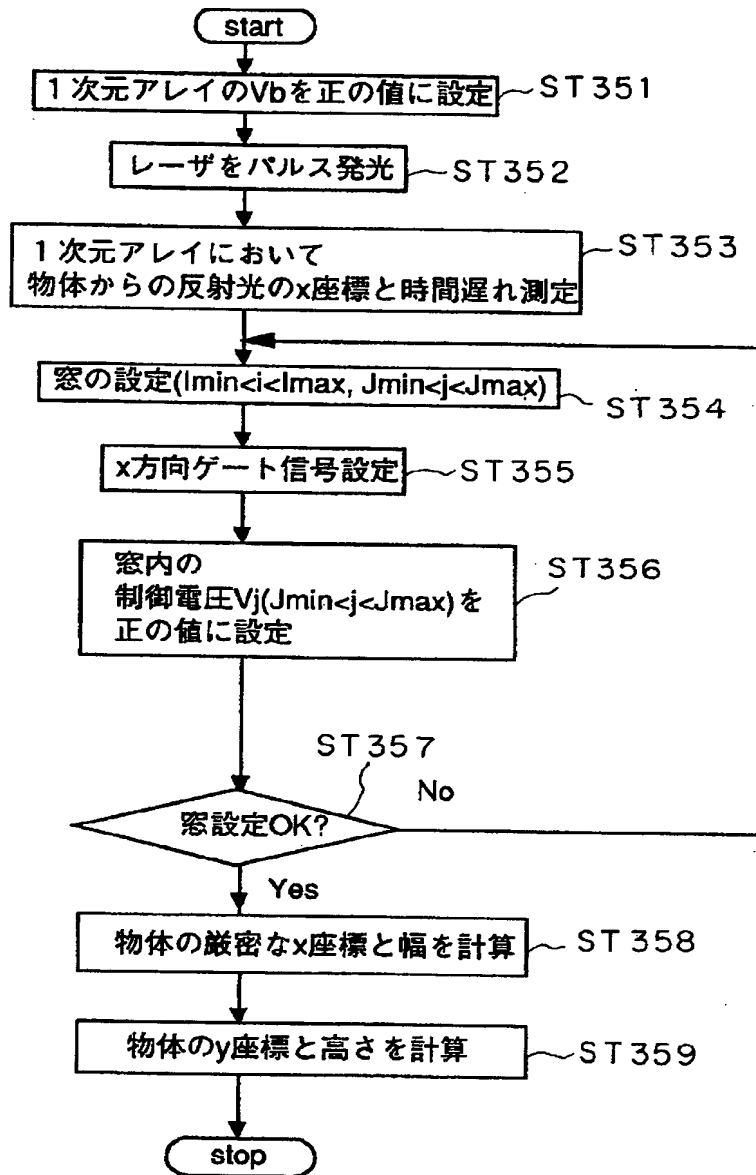 start
1次元アレイのVbを正の値に設定
ST351
レーザをパルス発光
ST352
1次元アレイにおいて
物体からの反射光のx座標と時間遅れ測定
ST353
窓の設定(Imin<i<Imax, Jmin<j<Jmax)
ST354
x方向ゲート信号設定
ST355
窓内の
制御電圧Vj(Jmin<j<Jmax)を
正の値に設定
ST356
ST357
窓設定OK?
No
Yes
物体の厳密なx座標と幅を計算
ST358
物体のy座標と高さを計算
ST359
stop